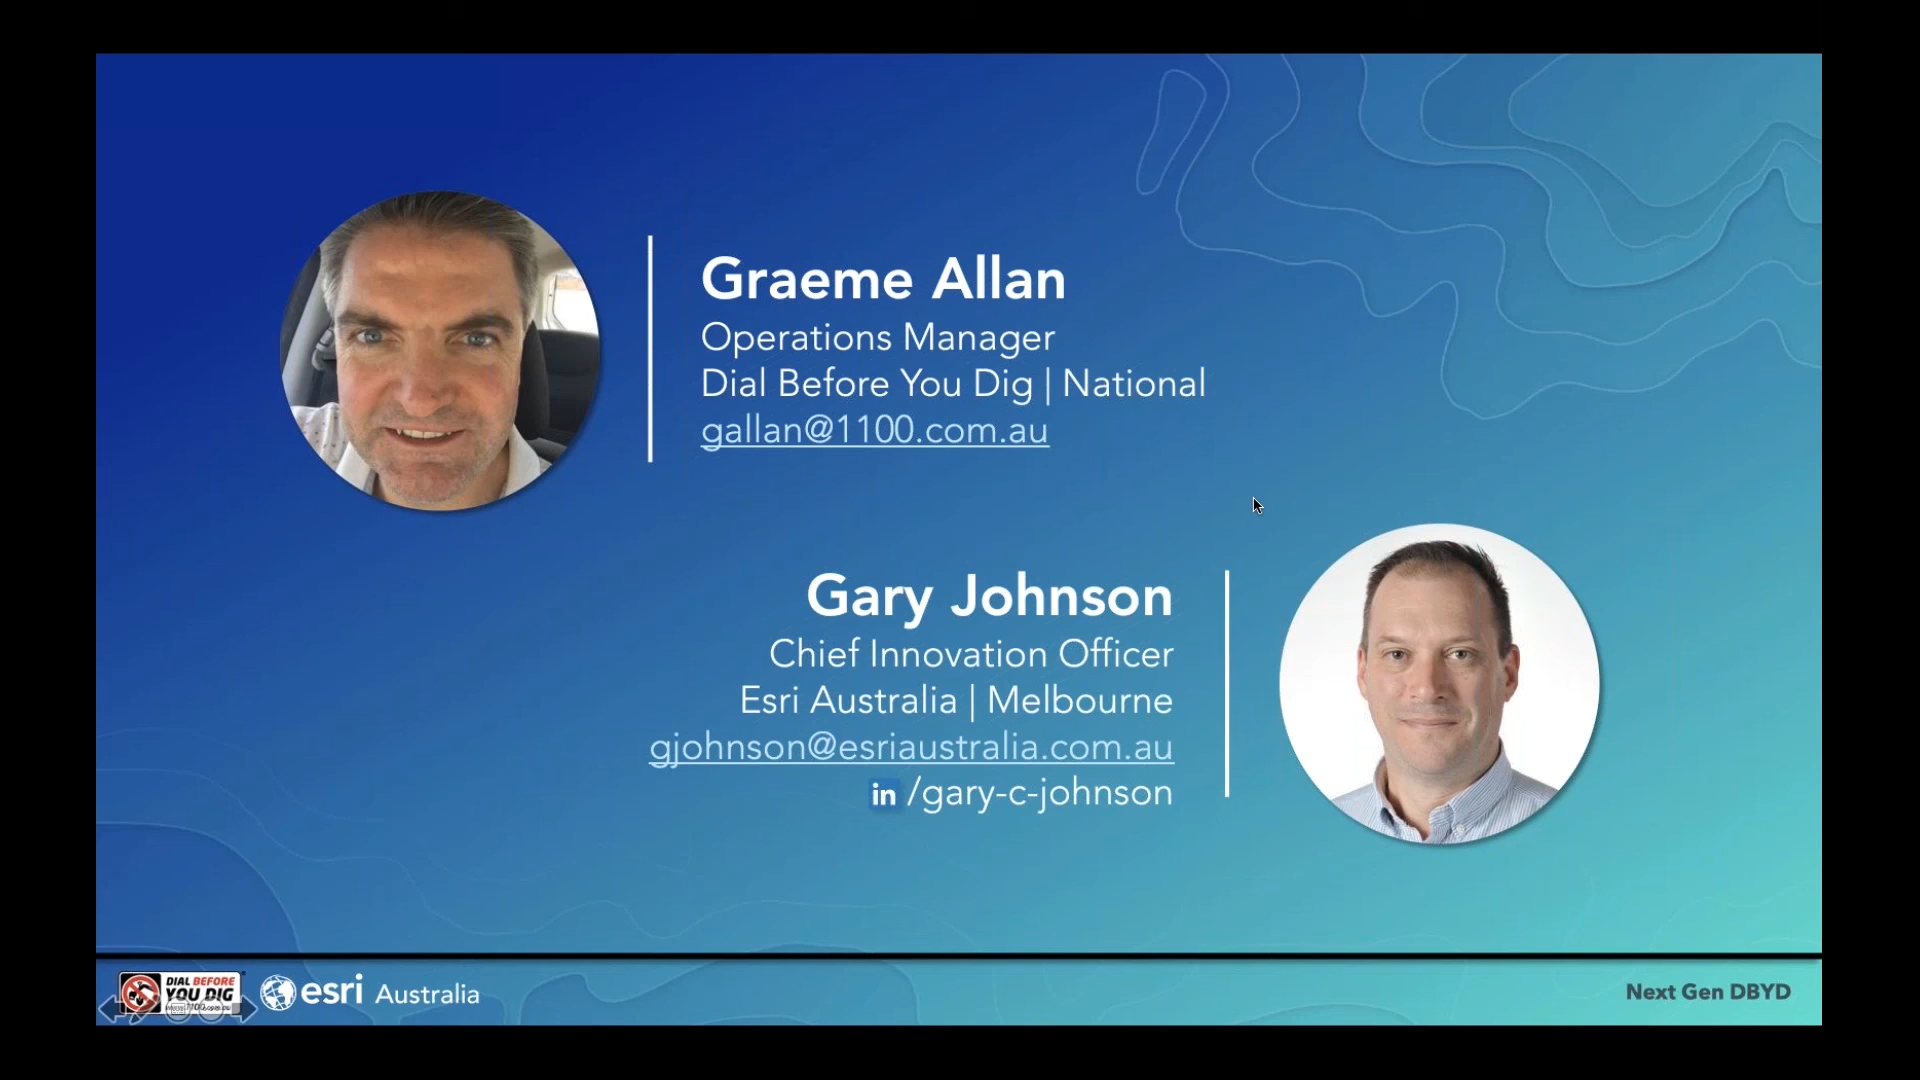 Graeme Allan
Operations Manager
Dial Before You Dig | National
gallan@1100.com.au
Gary Johnson
Chief Innovation Officer
Esri Australia | Melbourne
gjohnson@esriaustralia.com.au
in /gary-c-johnson
DIAL BEFORE
YOU DIG
esri Australia
Next Gen DBYD